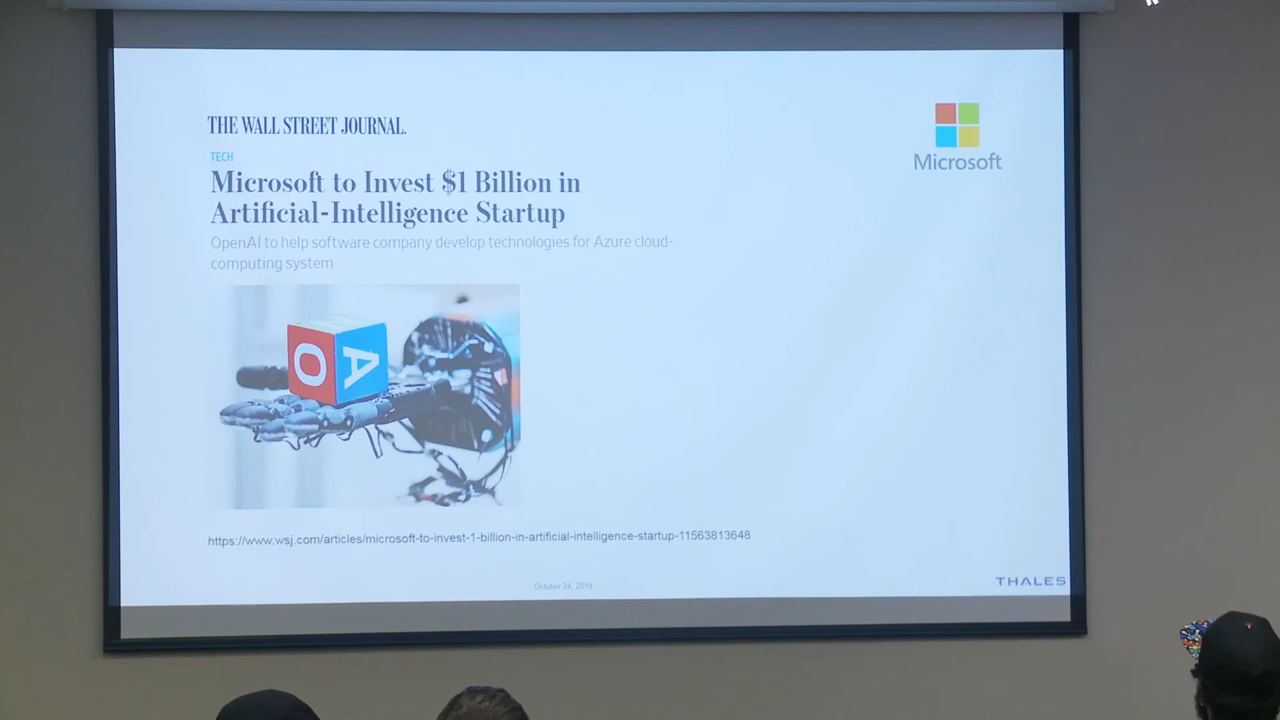 THE WALL STREET JOURNAL.
TECH
Microsoft to Invest $1 Billion in
Artificial-Intelligence Startup
OpenAI to help software company develop technologies for Azure cloud-
computing system
Microsoft
O A
https://www.wsj.com/articles/microsoft-to-invest-1-billion-in-artificial-intelligence-startup-11563813648
October 24, 2019
THALES